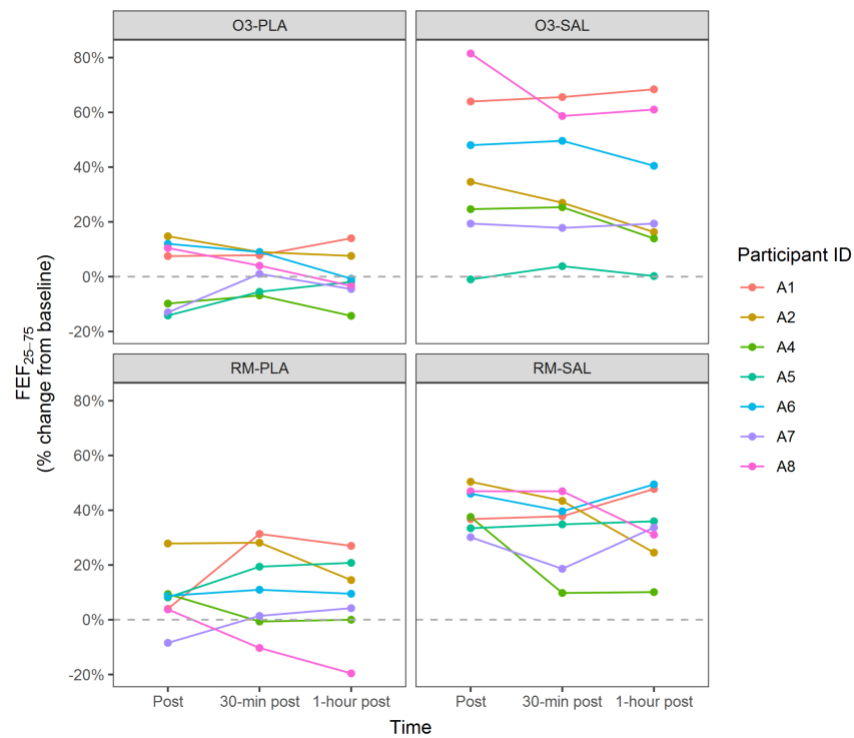 O3-PLA
O3-SAL
80%
60%
40%
20%
0%
-20%
RM-PLA
RM-SAL
80%
60%
40%
20%
0%
-20%
Post
30-min post
1-hour post
Post
30-min post
1-hour post
Time
FEF25–75
(% change from baseline)
Participant ID
A1
A2
A4
A5
A6
A7
A8